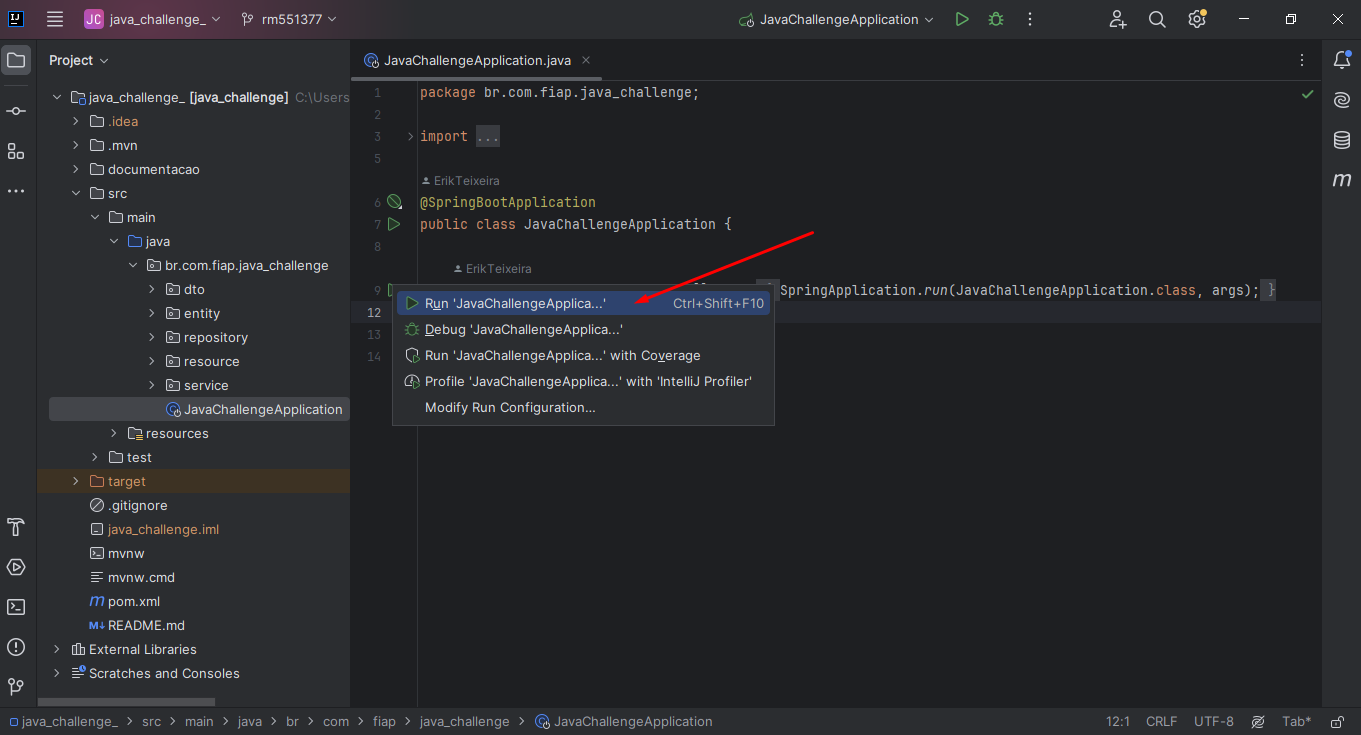 JC java_challenge_ rm551377 JavaChallengeApplication
Project
java_challenge_ [java_challenge] C:\Users
.idea
.mvn
documentacao
src
main
java
br.com.fiap.java_challenge
dto
entity
repository
resource
service
JavaChallengeApplication
resources
test
target
.gitignore
java_challenge.iml
mvnw
mvnw.cmd
m pom.xml
M↓ README.md
External Libraries
Scratches and Consoles
JavaChallengeApplication.java
1 package br.com.fiap.java_challenge;
2
3 import ...
5
ErikTeixeira
6 @SpringBootApplication
7 public class JavaChallengeApplication {
8
ErikTeixeira
9 SpringApplication.run(JavaChallengeApplication.class, args); }
12
13
14
Run 'JavaChallengeApplica...' Ctrl+Shift+F10
Debug 'JavaChallengeApplica...'
Run 'JavaChallengeApplica...' with Coverage
Profile 'JavaChallengeApplica...' with 'IntelliJ Profiler'
Modify Run Configuration...
m
java_challenge_ > src > main > java > br > com > fiap > java_challenge > JavaChallengeApplication 12:1 CRLF UTF-8 Tab*